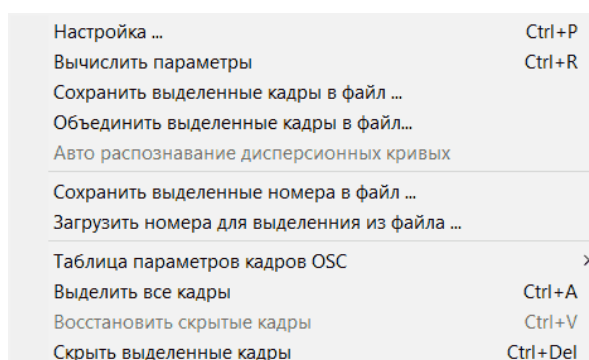 Настройка ... Ctrl+P
Вычислить параметры Ctrl+R
Сохранить выделенные кадры в файл ...
Объединить выделенные кадры в файл...
Авто распознавание дисперсионных кривых
Сохранить выделенные номера в файл ...
Загрузить номера для выделенния из файла ...
Таблица параметров кадров OSC
Выделить все кадры Ctrl+A
Восстановить скрытые кадры Ctrl+V
Скрыть выделенные кадры Ctrl+Del